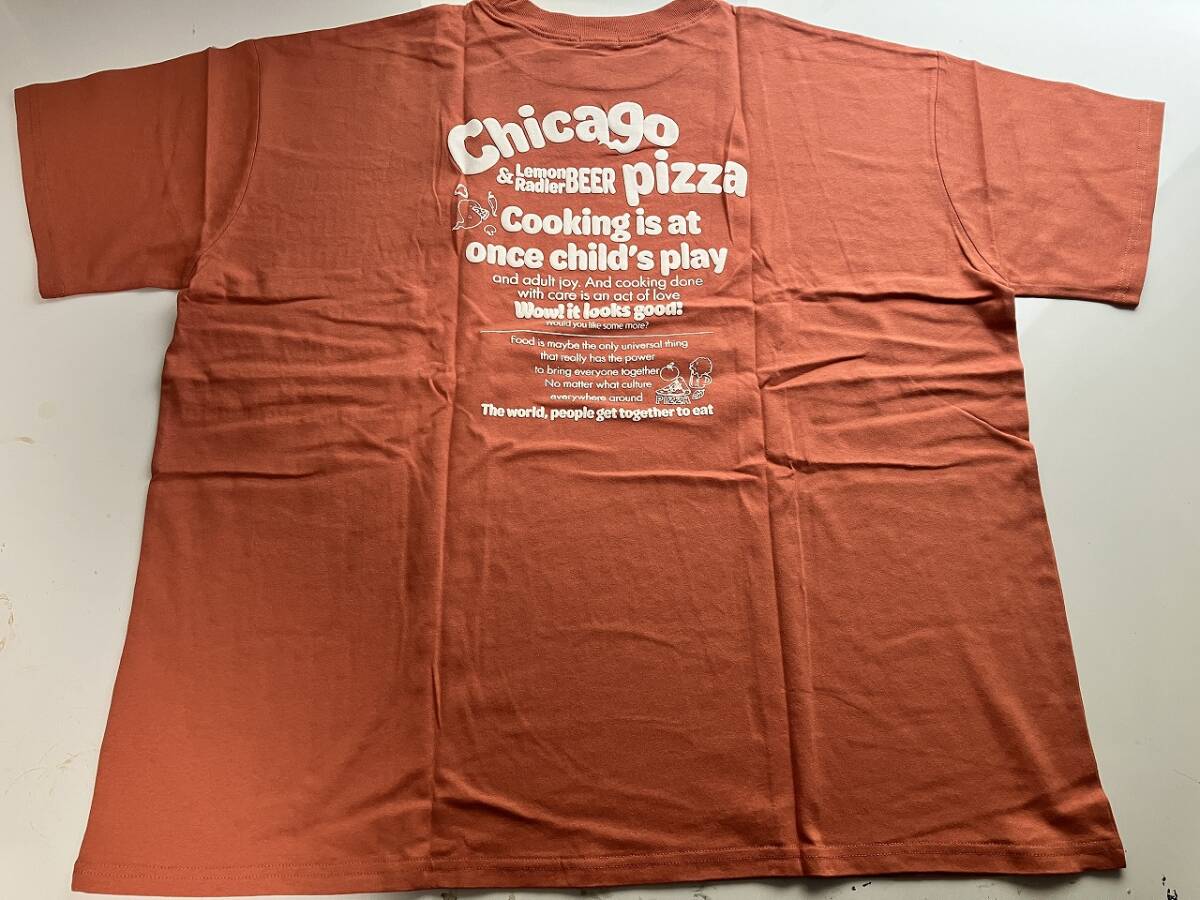 Chicago
& Lemon Radler BEER pizza
Cooking is at
once child's play
and adult joy. And cooking done
with care is an act of love
Wow! it looks good!
Would you like some more?
Food is maybe the only universal thing
that really has the power
to bring everyone together
No matter what culture
everywhere around
PIZZA
The world, people get together to eat